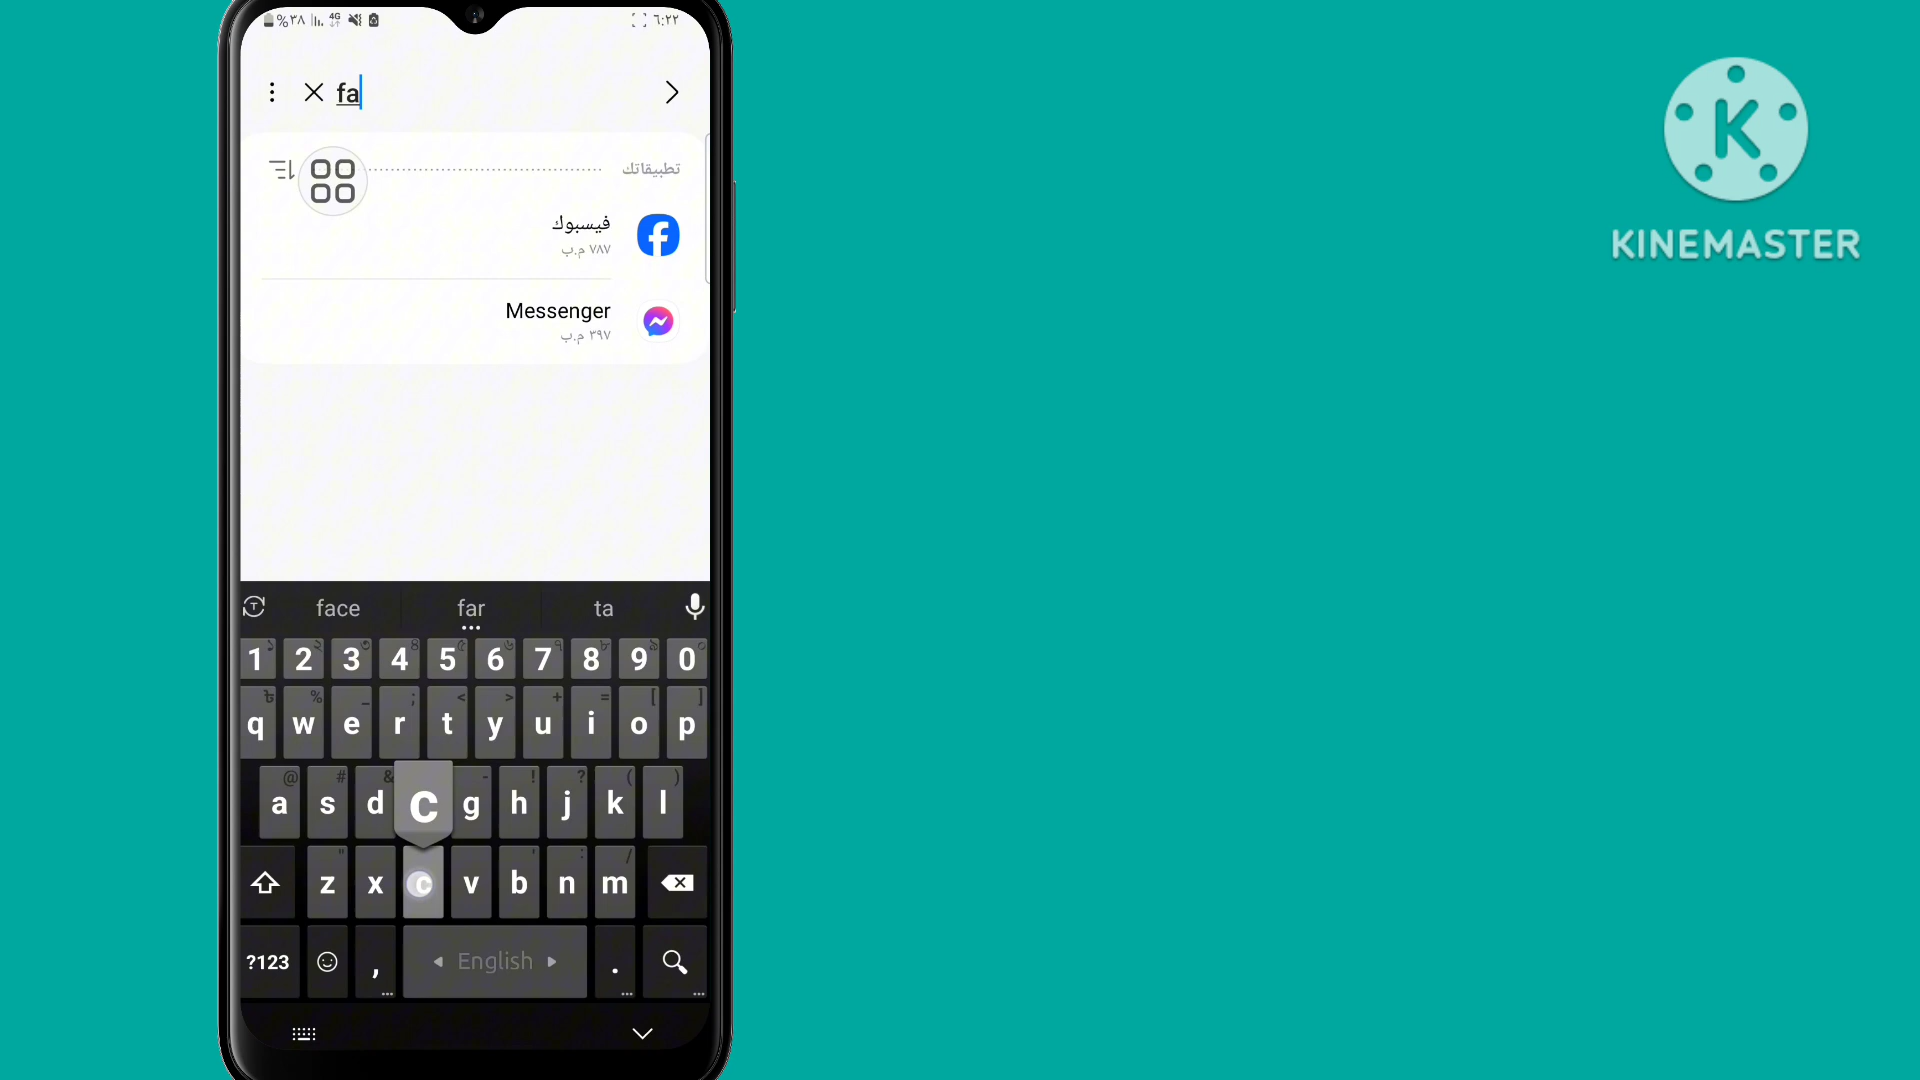 %٣٨ 4G ٦:٢٢
fa
تطبيقاتك
فيسبوك
٧٨٧ م.ب
Messenger
٣٩٧ م.ب
face far ta
1 2 3 4 5 6 7 8 9 0
% _ ; < > + = [ ]
q w e r t y u i o p
@ # & - ! ? ( )
a s d c g h j k l
" ' : /
z x c v b n m
?123 , English .
K
KINEMASTER